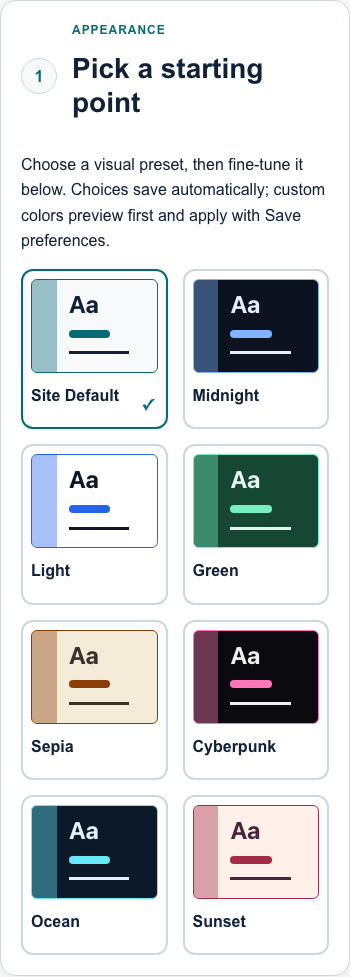 APPEARANCE
1
Pick a starting
point
Choose a visual preset, then fine-tune it
below. Choices save automatically; custom
colors preview first and apply with Save
preferences.
Aa
Site Default
✓
Aa
Midnight
Aa
Light
Aa
Green
Aa
Sepia
Aa
Cyberpunk
Aa
Ocean
Aa
Sunset